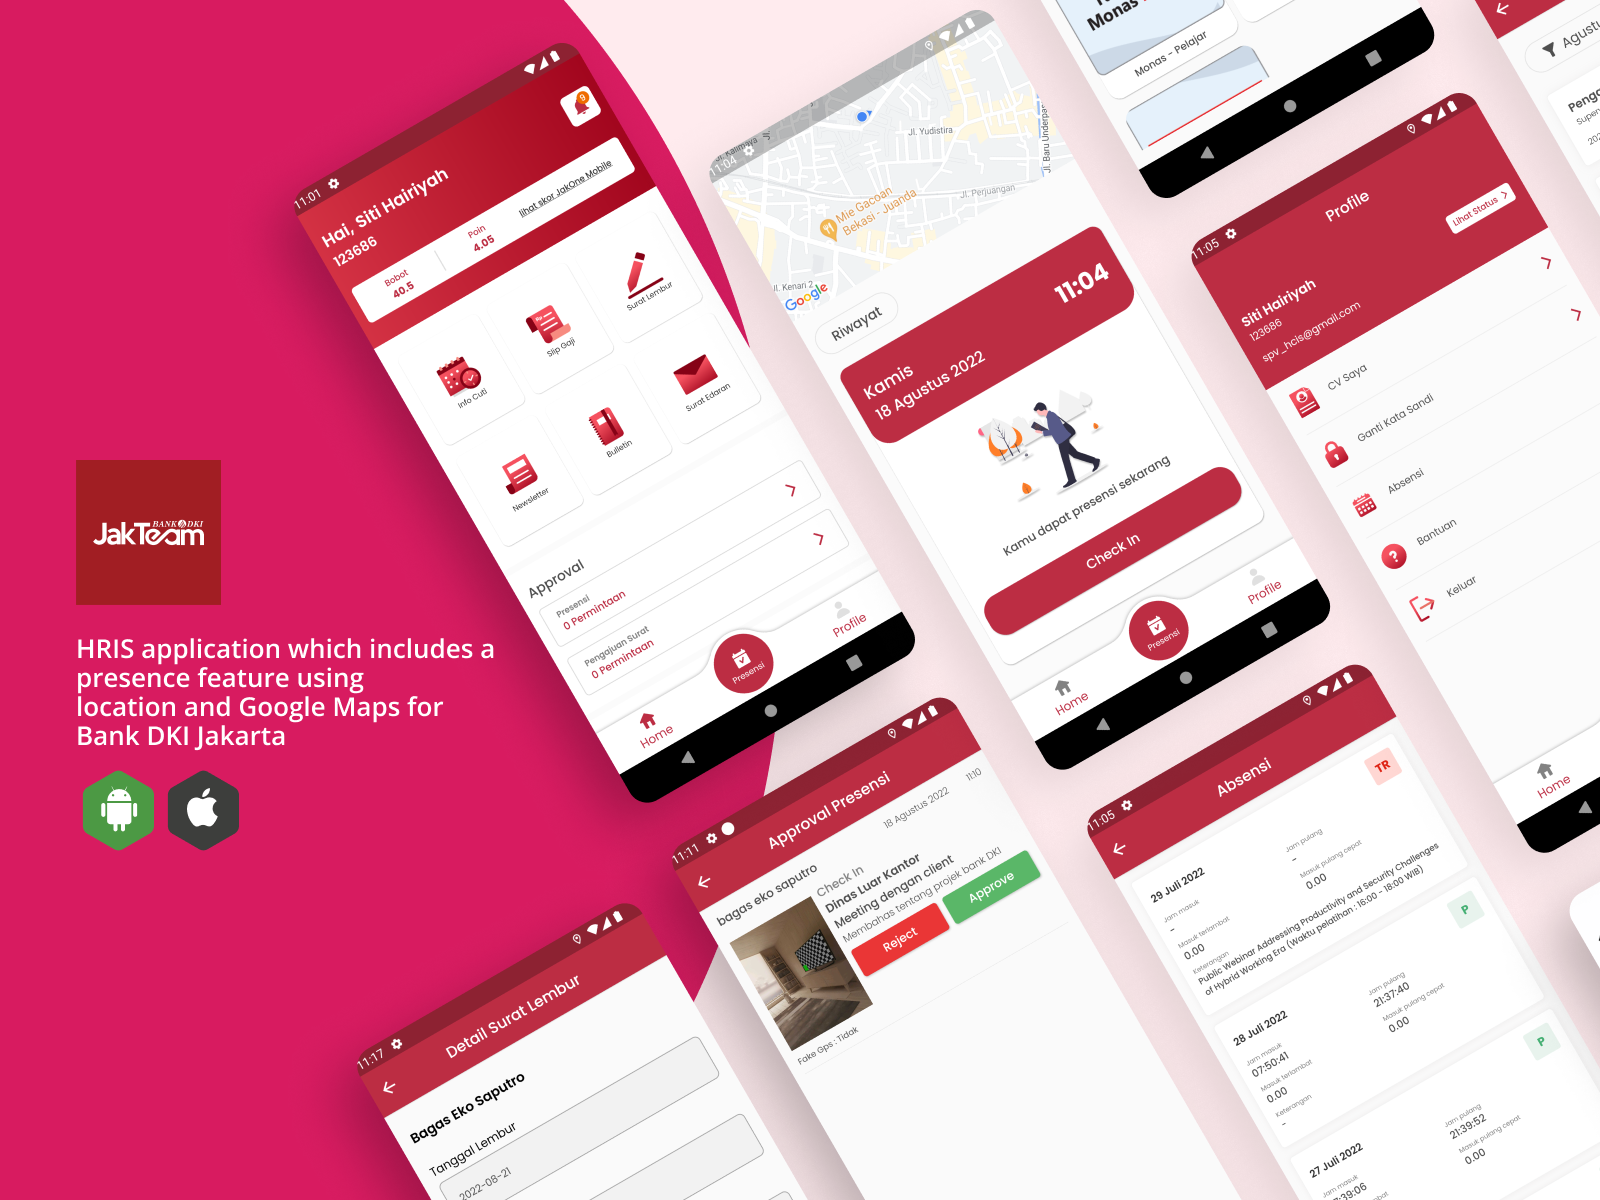 BANK DKI
JakTeam
HRIS application which includes a
presence feature using
location and Google Maps for
Bank DKI Jakarta
11:01
9
Hai, Siti Hairiyah
123686
Bobot
40.5
Poin
4.05
lihat skor JakOne Mobile
Info Cuti
Slip Gaji
Surat Lembur
Newsletter
Bulletin
Surat Edaran
Approval
Presensi
0 Permintaan
Pengajuan Surat
0 Permintaan
Home
Presensi
Profile
11:04
Jl. Kalimaya
Jl. Yudistira
Jl. Baru Underpas
Jl. Perjuangan
Mie Gacoan
Bekasi - Juanda
Jl. Kenari 2
Google
Riwayat
Kamis
18 Agustus 2022
11:04
Kamu dapat presensi sekarang
Check In
Home
Presensi
Profile
Monas
Monas - Pelajar
11:05
Profile
Lihat Status
Siti Hairiyah
123686
spv_hcls@gmail.com
CV Saya
Ganti Kata Sandi
Absensi
Bantuan
Keluar
Home
Agustu
Penga
Super
202
11:17
Detail Surat Lembur
Bagas Eko Saputro
Tanggal Lembur
2022-08-21
11:11
Approval Presensi
bagas eko saputro
18 Agustus 2022
11:10
Check In
Dinas Luar Kantor
Meeting dengan client
Membahas tentang projek bank DKI
Reject
Approve
Fake Gps : Tidak
11:05
Absensi
TR
29 Juli 2022
Jam masuk
-
Jam pulang
-
Masuk terlambat
0.00
Masuk pulang cepat
0.00
Keterangan
Public Webinar Addressing Productivity and Security Challenges
of Hybrid Working Era (Waktu pelatihan : 16:00 - 18:00 WIB)
P
28 Juli 2022
Jam masuk
07:50:41
Jam pulang
21:37:40
Masuk terlambat
0.00
Masuk pulang cepat
0.00
Keterangan
-
P
27 Juli 2022
Jam masuk
:39:06
Jam pulang
21:39:52
Masuk pulang cepat
0.00